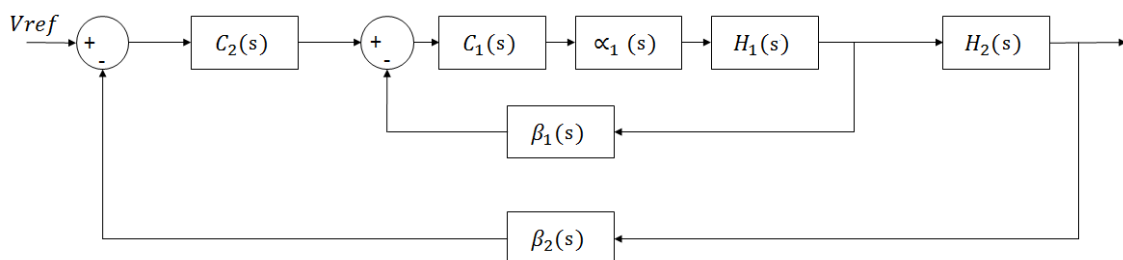 Vref
+
-
C₂(s)
+
-
C₁(s)
∝₁ (s)
H₁(s)
H₂(s)
β₁(s)
β₂(s)